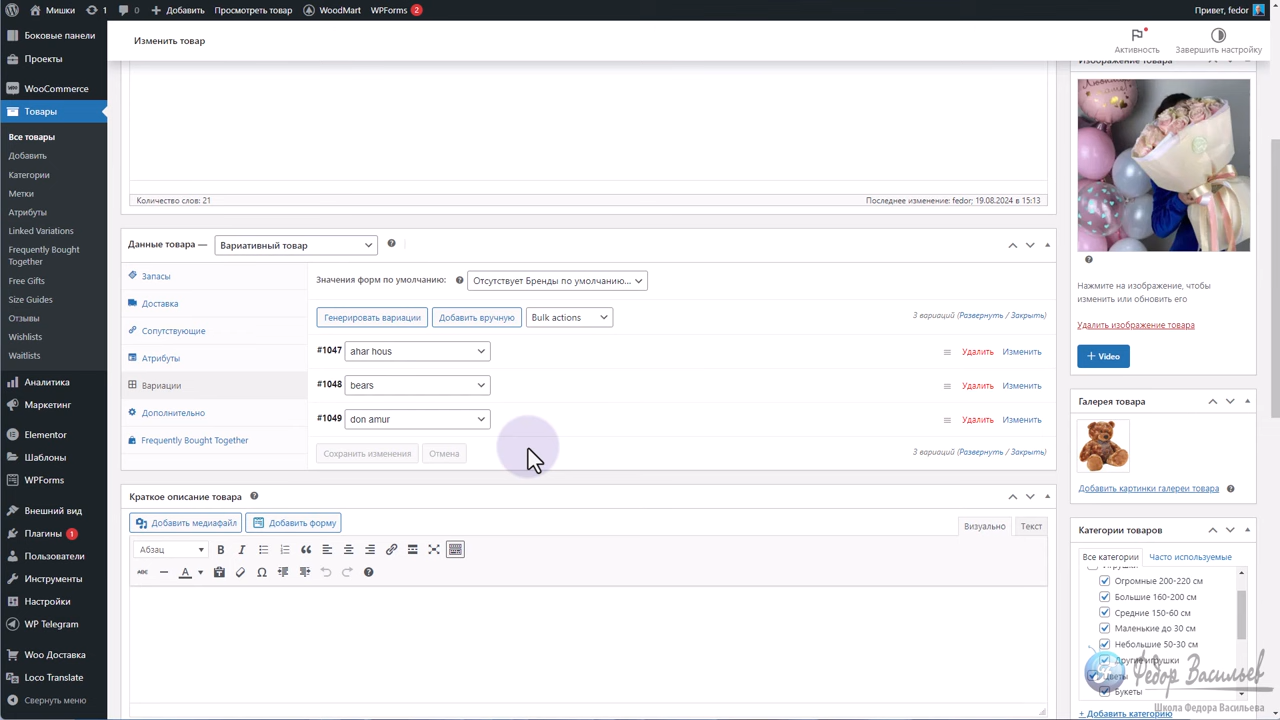 Мишки 1 0 Добавить Просмотреть товар WoodMart WPForms 2 Привет, fedor
Боковые панели
Проекты
WooCommerce
Товары
Все товары
Добавить
Категории
Метки
Атрибуты
Linked Variations
Frequently Bought
Together
Free Gifts
Size Guides
Отзывы
Wishlists
Waitlists
Аналитика
Маркетинг
Elementor
Шаблоны
WPForms
Внешний вид
Плагины 1
Пользователи
Инструменты
Настройки
WP Telegram
Woo Доставка
Loco Translate
Свернуть меню
Изменить товар
Активность
Завершить настройку
Количество слов: 21
Последнее изменение: fedor; 19.08.2024 в 15:13
Данные товара — Вариативный товар
Запасы
Доставка
Сопутствующие
Атрибуты
Вариации
Дополнительно
Frequently Bought Together
Значения форм по умолчанию: Отсутствует Бренды по умолчанию...
Генерировать вариации Добавить вручную Bulk actions 3 вариаций (Развернуть / Закрыть)
#1047 ahar hous Удалить Изменить
#1048 bears Удалить Изменить
#1049 don amur Удалить Изменить
Сохранить изменения Отмена 3 вариаций (Развернуть / Закрыть)
Краткое описание товара
Добавить медиафайл Добавить форму Визуально Текст
Абзац
ABC
Изображение товара
Нажмите на изображение, чтобы
изменить или обновить его
Удалить изображение товара
+ Video
Галерея товара
Добавить картинки галереи товара
Категории товаров
Все категории Часто используемые
Игрушки
Огромные 200-220 см
Большие 160-200 см
Средние 150-60 см
Маленькие до 30 см
Небольшие 50-30 см
Другие игрушки
Цветы
Букеты
+ Добавить категорию
Федор Васильев
Школа Федора Васильева